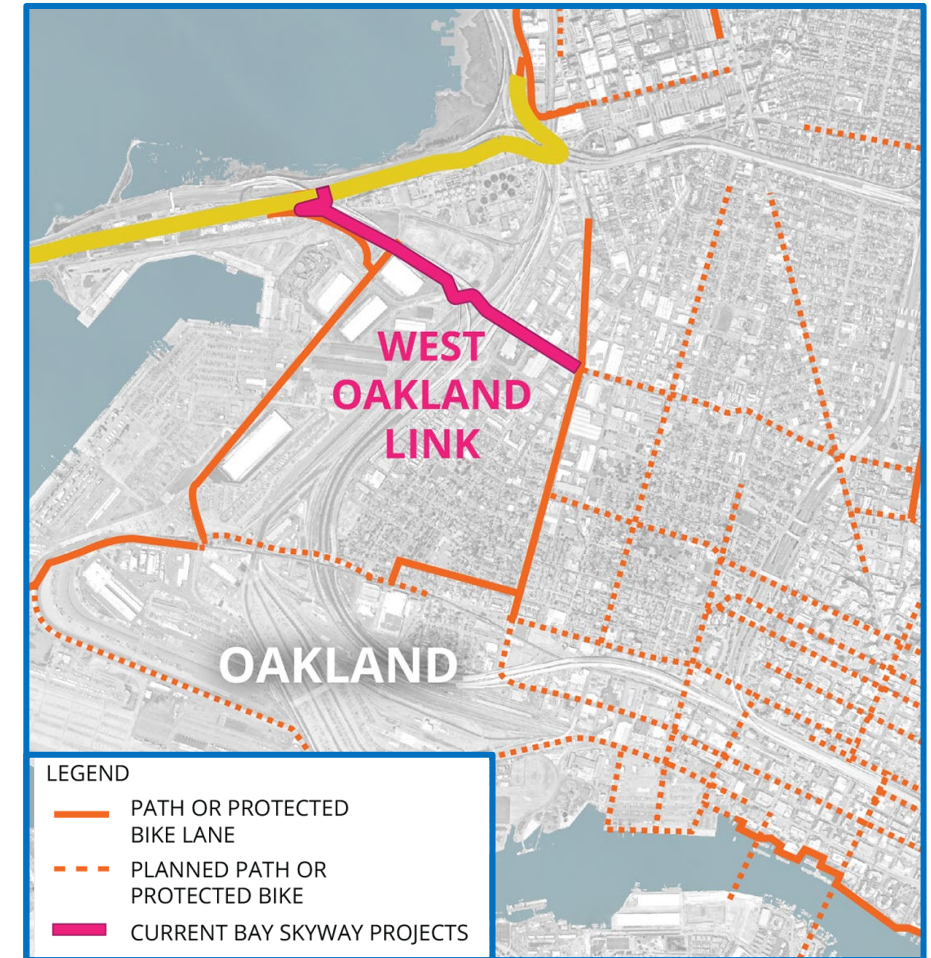 WEST
OAKLAND
LINK
OAKLAND
LEGEND
PATH OR PROTECTED
BIKE LANE
PLANNED PATH OR
PROTECTED BIKE
CURRENT BAY SKYWAY PROJECTS